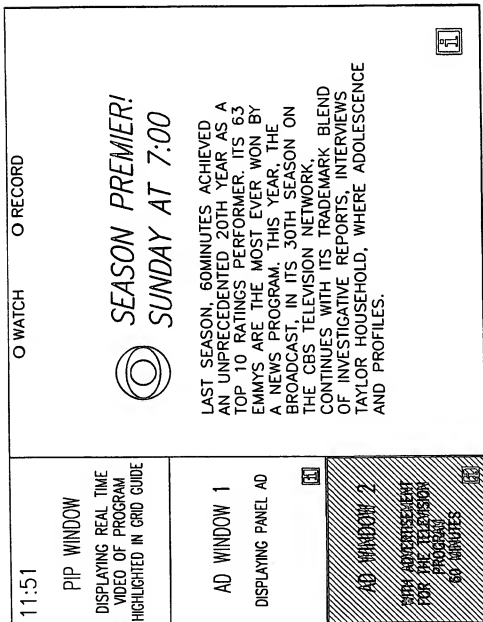 11:51
PIP WINDOW
DISPLAYING REAL TIME
VIDEO OF PROGRAM
HIGHLIGHTED IN GRID GUIDE
AD WINDOW 1
DISPLAYING PANEL AD
i
AD WINDOW 2
WITH ADVERTISEMENT
FOR THE TELEVISION
PROGRAM
60 MINUTES
O WATCH
O RECORD
SEASON PREMIER!
SUNDAY AT 7:00
LAST SEASON, 60MINUTES ACHIEVED
AN UNPRECEDENTED 20TH YEAR AS A
TOP 10 RATINGS PERFORMER. ITS 63
EMMYS ARE THE MOST EVER WON BY
A NEWS PROGRAM. THIS YEAR, THE
BROADCAST, IN ITS 30TH SEASON ON
THE CBS TELEVISION NETWORK,
CONTINUES WITH ITS TRADEMARK BLEND
OF INVESTIGATIVE REPORTS, INTERVIEWS
TAYLOR HOUSEHOLD, WHERE ADOLESCENCE
AND PROFILES.
i